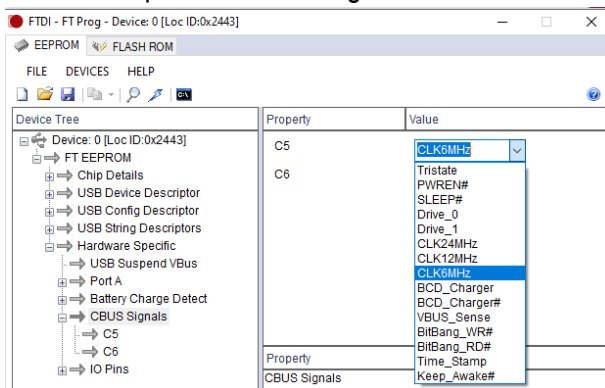 FTDI - FT Prog - Device: 0 [Loc ID:0x2443]
EEPROM FLASH ROM
FILE DEVICES HELP
Device Tree
Property Value
Device: 0 [Loc ID:0x2443]
FT EEPROM
Chip Details
USB Device Descriptor
USB Config Descriptor
USB String Descriptors
Hardware Specific
USB Suspend VBus
Port A
Battery Charge Detect
CBUS Signals
C5
C6
IO Pins
C5 CLK6MHz
C6
Tristate
PWREN#
SLEEP#
Drive_0
Drive_1
CLK24MHz
CLK12MHz
CLK6MHz
BCD_Charger
BCD_Charger#
VBUS_Sense
BitBang_WR#
BitBang_RD#
Time_Stamp
Keep_Awake#
Property
CBUS Signals